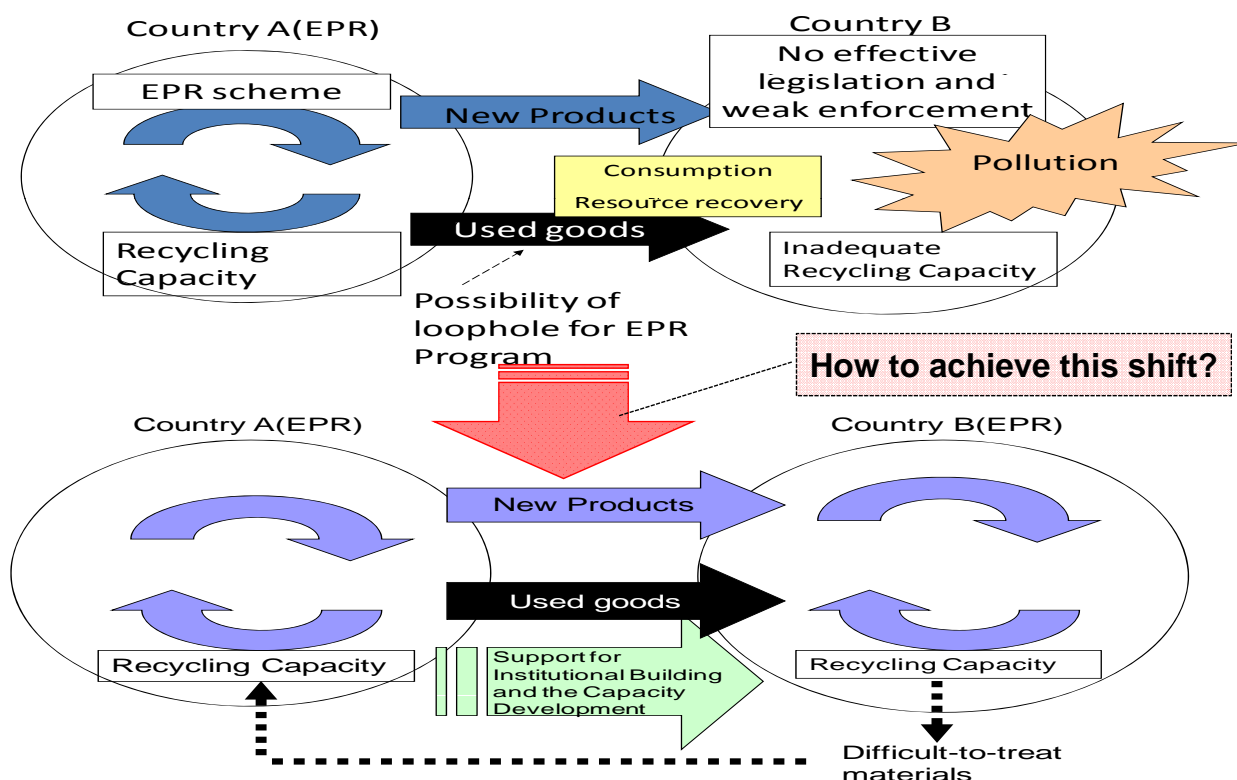 Country A(EPR)
Country B
EPR scheme
No effective
legislation and
weak enforcement
New Products
Pollution
Consumption
Resource recovery
Used goods
Recycling
Capacity
Inadequate
Recycling Capacity
Possibility of
loophole for EPR
Program
How to achieve this shift?
Country A(EPR)
Country B(EPR)
New Products
Used goods
Recycling Capacity
Support for
Institutional Building
and the Capacity
Development
Recycling Capacity
Difficult-to-treat
materials